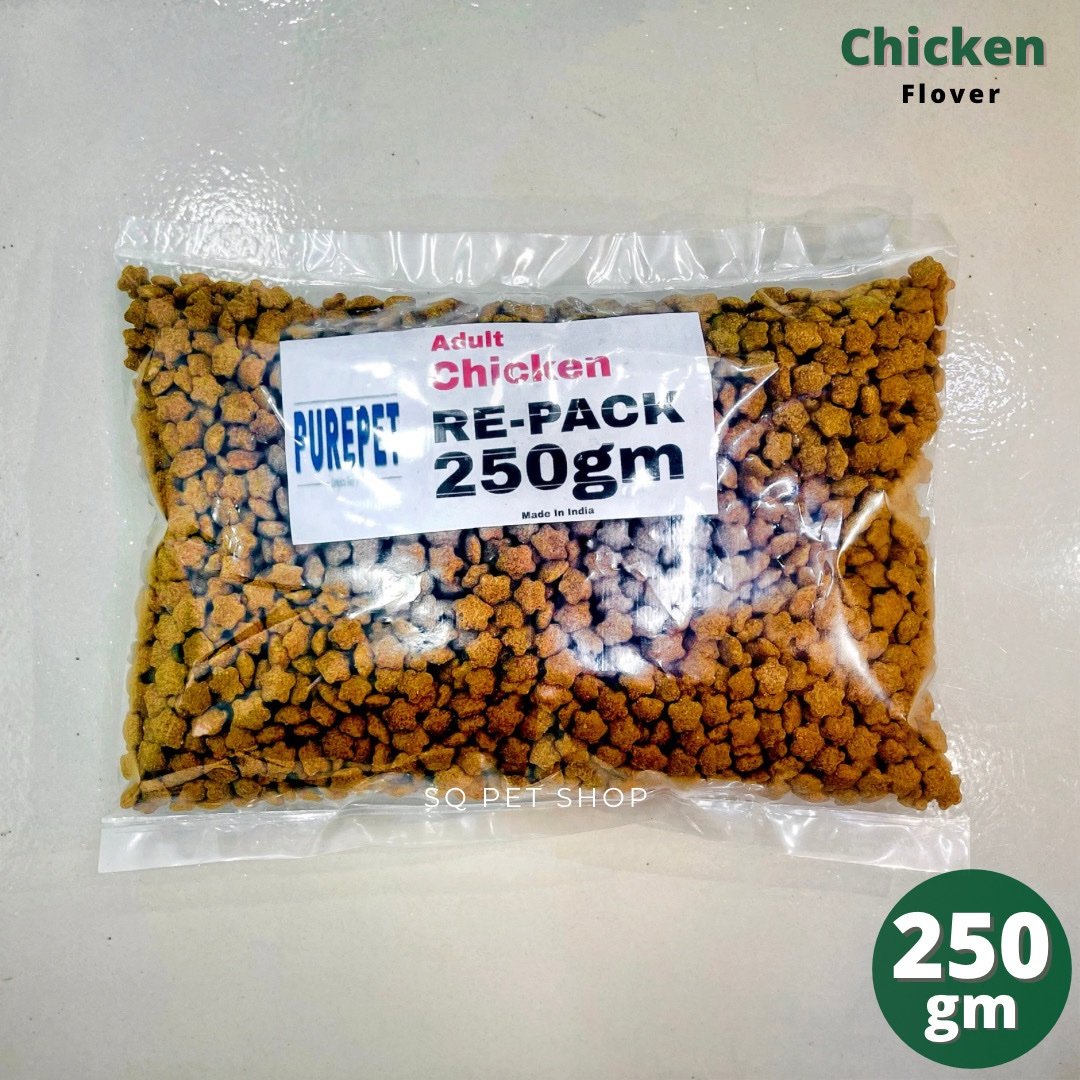 Chicken
Flover
Adult
Chicken
PUREPET
RE-PACK
250gm
Made In India
SQ PET SHOP
250
gm